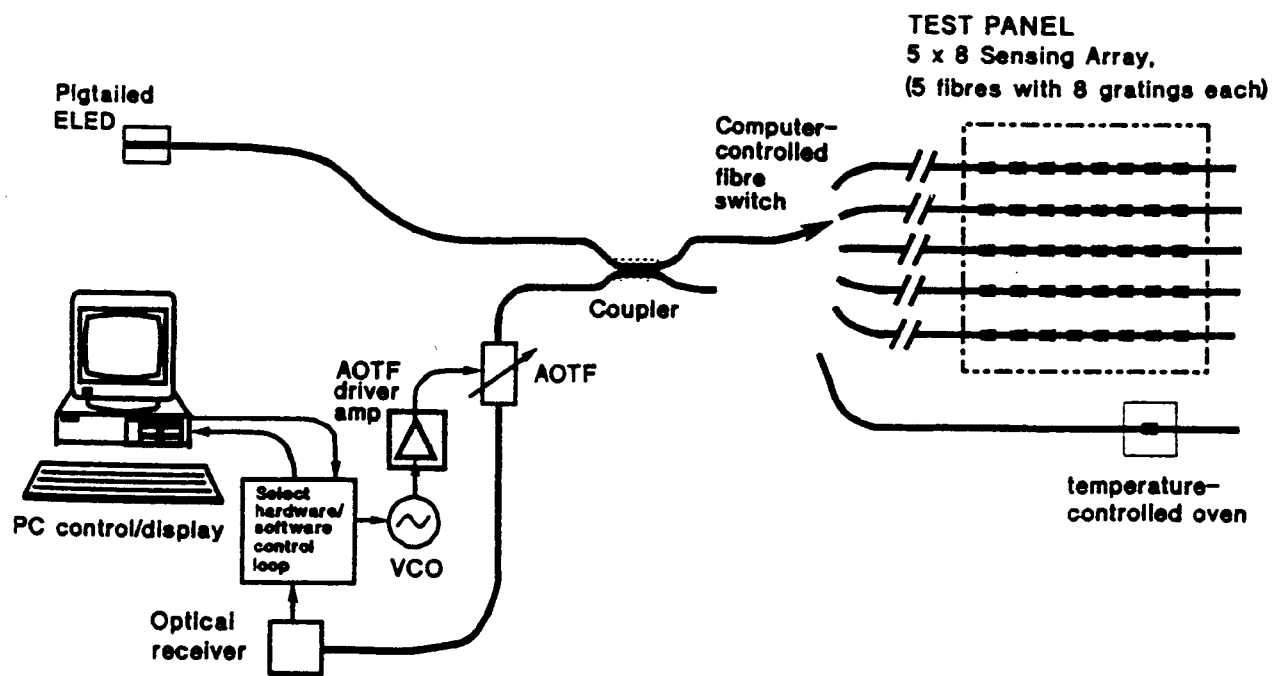 TEST PANEL
5 x 8 Sensing Array,
(5 fibres with 8 gratings each)
Pigtailed
ELED
Computer-
controlled
fibre
switch
Coupler
AOTF
driver
amp
AOTF
PC control/display
Select
hardware/
software
control
loop
VCO
temperature-
controlled oven
Optical
receiver